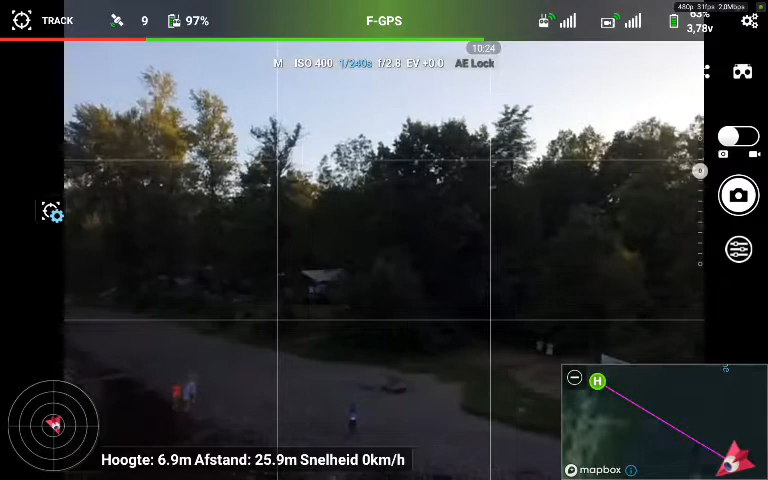 480p 31fps 2,0Mbps
TRACK 9 97% F-GPS 63%
3,78v
10:24
M ISO 400 1/240s f/2.8 EV +0.0 AE Lock
H
Hoogte: 6.9m Afstand: 25.9m Snelheid 0km/h
mapbox